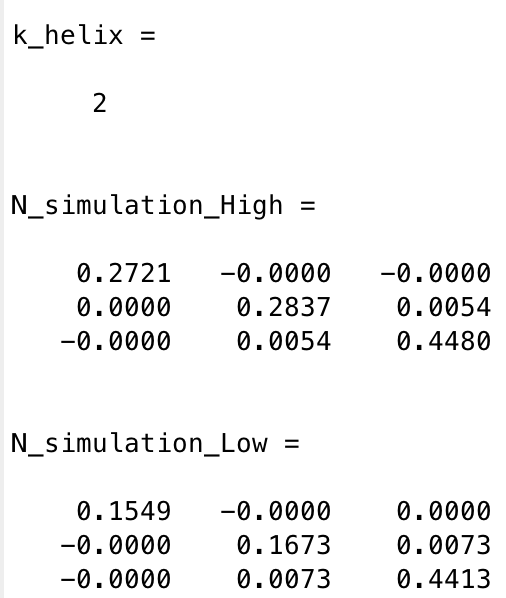 k_helix =
2
N_simulation_High =
0.2721 -0.0000 -0.0000
0.0000 0.2837 0.0054
-0.0000 0.0054 0.4480
N_simulation_Low =
0.1549 -0.0000 0.0000
-0.0000 0.1673 0.0073
-0.0000 0.0073 0.4413